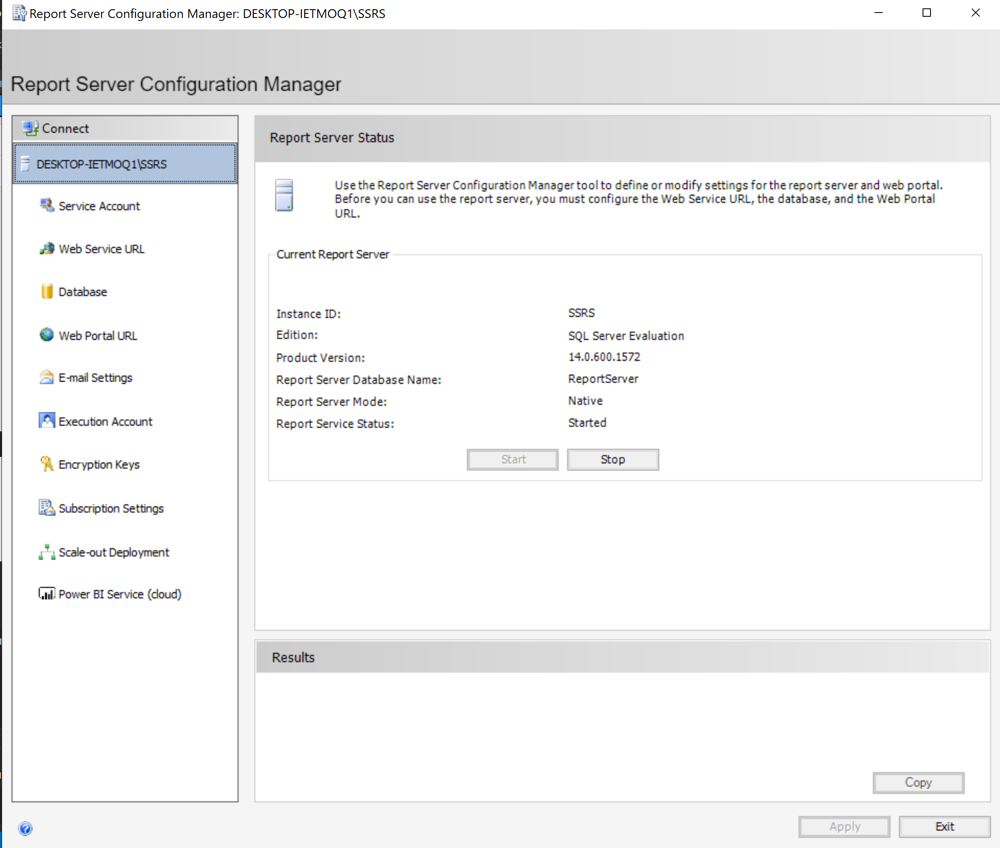 Report Server Configuration Manager: DESKTOP-IETMOQ1\SSRS
Report Server Configuration Manager
Connect
DESKTOP-IETMOQ1\SSRS
Service Account
Web Service URL
Database
Web Portal URL
E-mail Settings
Execution Account
Encryption Keys
Subscription Settings
Scale-out Deployment
Power BI Service (cloud)
Report Server Status
Use the Report Server Configuration Manager tool to define or modify settings for the report server and web portal.
Before you can use the report server, you must configure the Web Service URL, the database, and the Web Portal
URL.
Current Report Server
Instance ID: SSRS
Edition: SQL Server Evaluation
Product Version: 14.0.600.1572
Report Server Database Name: ReportServer
Report Server Mode: Native
Report Service Status: Started
Start Stop
Results
Copy
Apply Exit